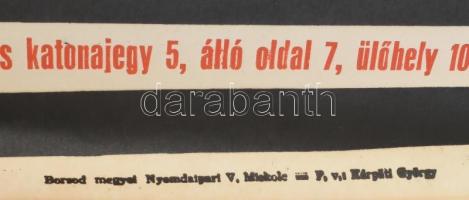 s katonajegy 5, álló oldal 7, ülőhely 10
darabanth
Borsod megyei Nyomdaipari V. Miskolc — F. v.: Kárpáti György